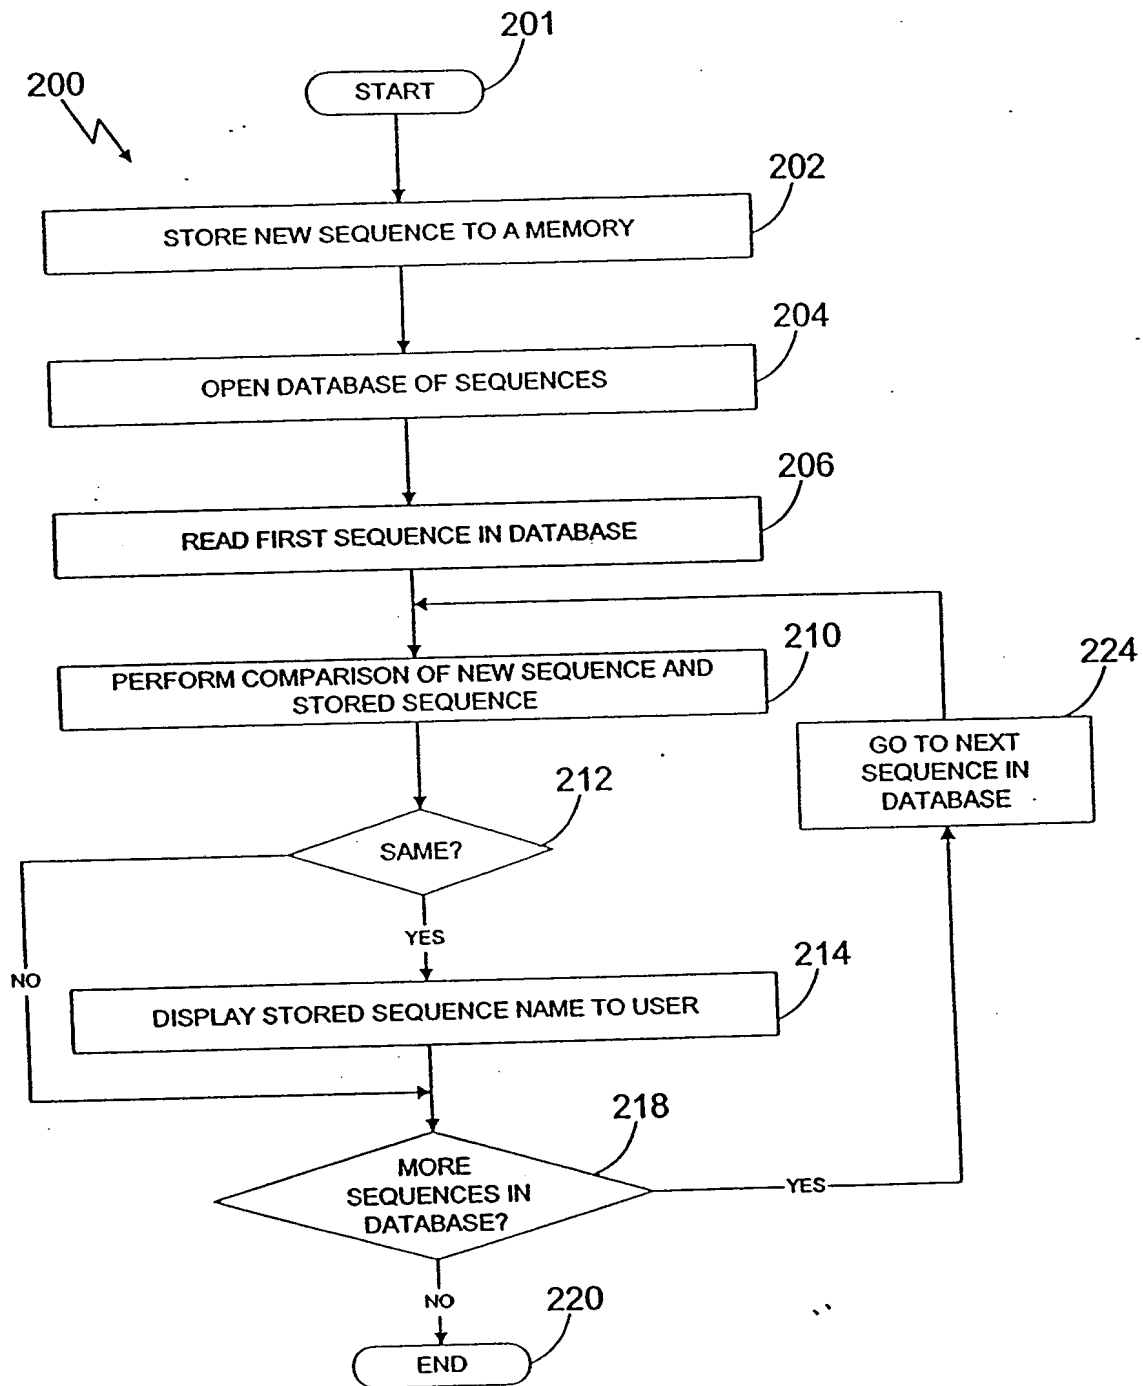 201
200
START
202
STORE NEW SEQUENCE TO A MEMORY
204
OPEN DATABASE OF SEQUENCES
206
READ FIRST SEQUENCE IN DATABASE
210
PERFORM COMPARISON OF NEW SEQUENCE AND
STORED SEQUENCE
224
GO TO NEXT
SEQUENCE IN
DATABASE
212
SAME?
YES
NO
214
DISPLAY STORED SEQUENCE NAME TO USER
218
MORE
SEQUENCES IN
DATABASE?
YES
NO
220
END